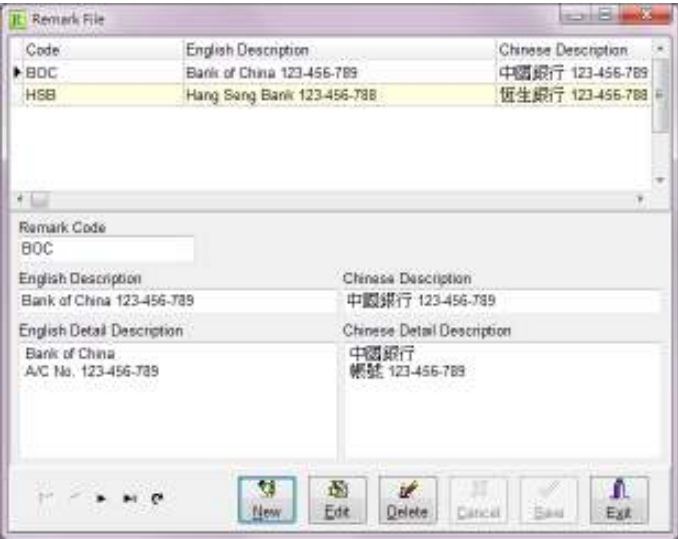 Remark File
Code English Description Chinese Description
BOC Bank of China 123-456-789 中國銀行 123-456-789
HSB Hang Seng Bank 123-456-788 恆生銀行 123-456-788
Remark Code
BOC
English Description Chinese Description
Bank of China 123-456-789 中國銀行 123-456-789
English Detail Description Chinese Detail Description
Bank of China 中國銀行
A/C No. 123-456-789 帳號 123-456-789
New Edit Delete Cancel Save Exit